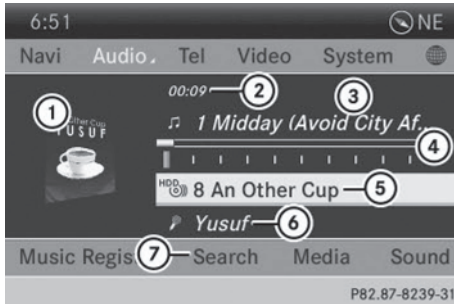 6:51 NE
Navi Audio Tel Video System
00:09 2 3
1 Other Cup
YUSUF
1 Midday (Avoid City Af..
4
HDD 8 An Other Cup 5
Yusuf 6
Music Regis 7 Search Media Sound
P82.87-8239-31